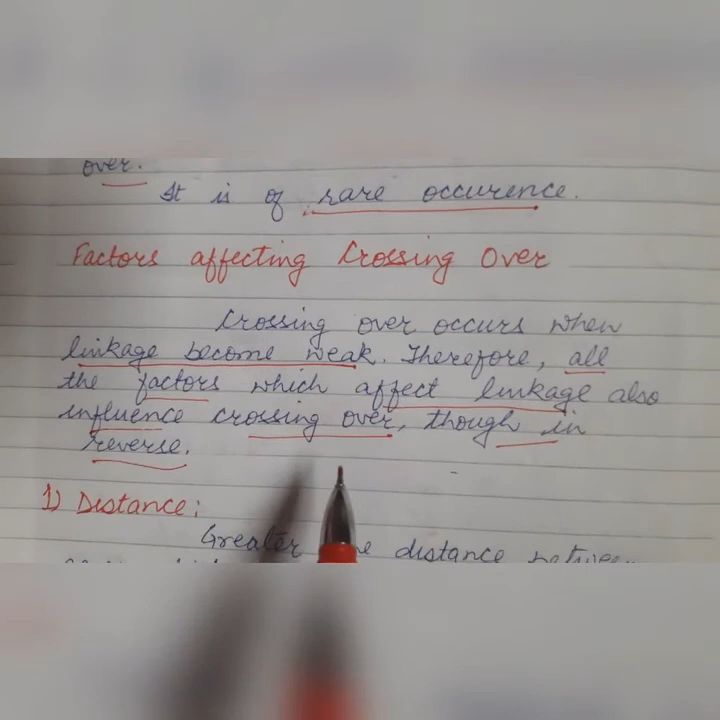 over.
It is of rare occurence.
Factors affecting Crossing Over
Crossing over occurs when
linkage become weak. Therefore, all
the factors which affect linkage also
influence crossing over, though in
reverse.
1) Distance:
Greater distance between